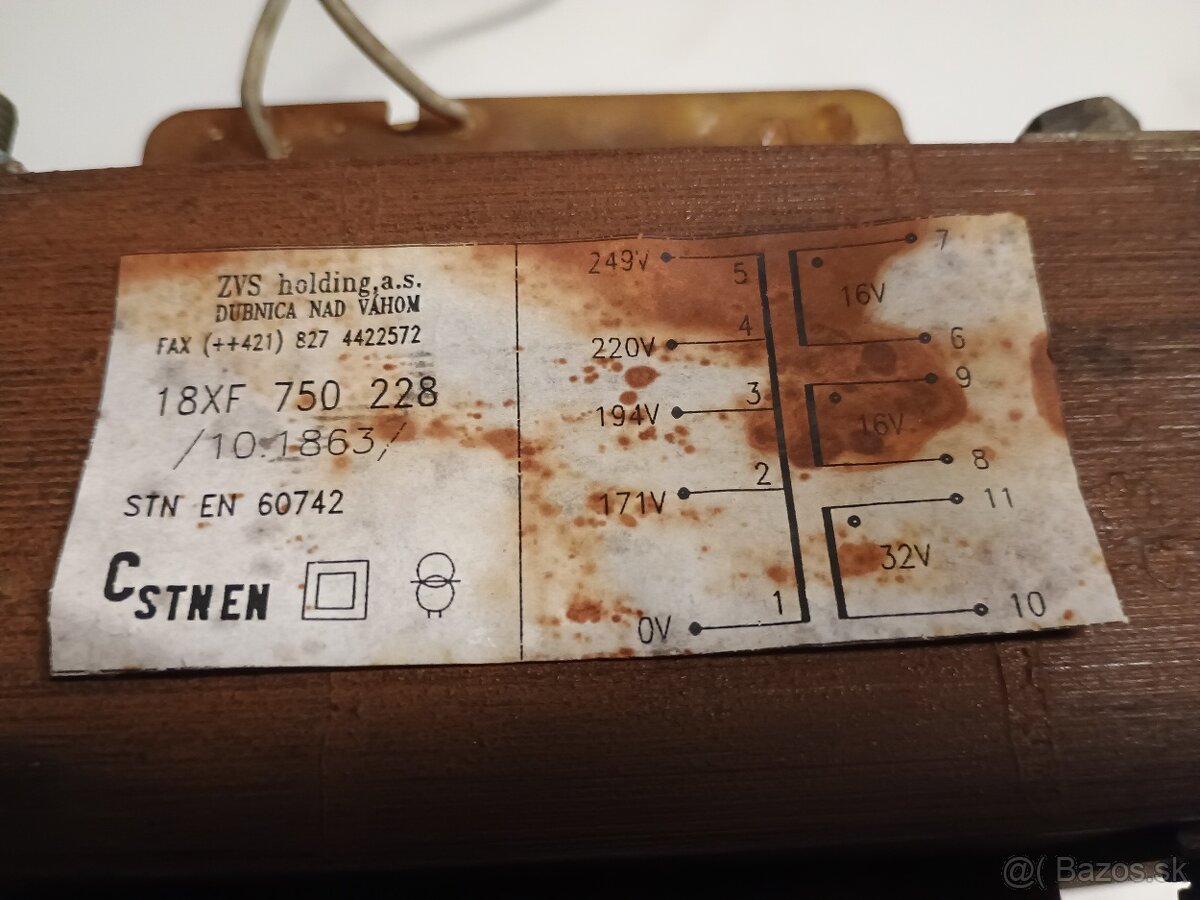 ZVS holding,a.s.
DUBNICA NAD VÁHOM
FAX (++421) 827 4422572
18XF 750 228
/10.1863/
STN EN 60742
CSTNEN
249V 5
220V 4
194V 3
171V 2
0V 1
7
16V
6
9
16V
8
11
32V
10
@( Bazos.sk